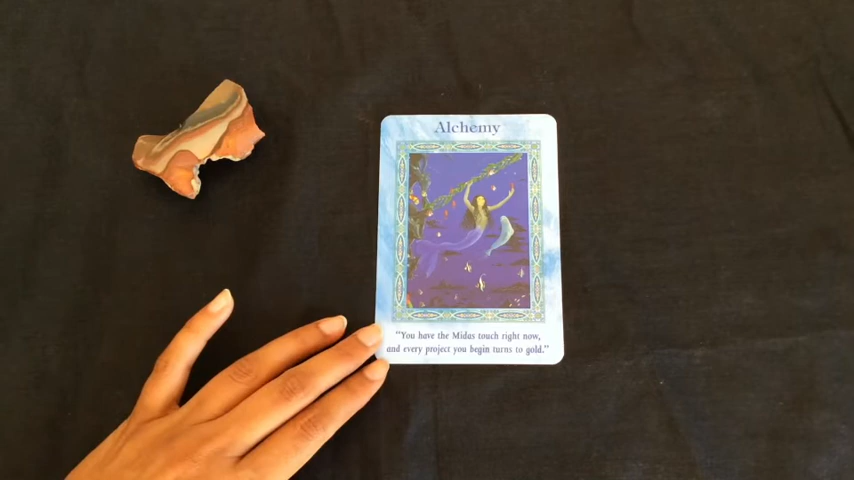 Alchemy
"You have the Midas touch right now,
and every project you begin turns to gold."